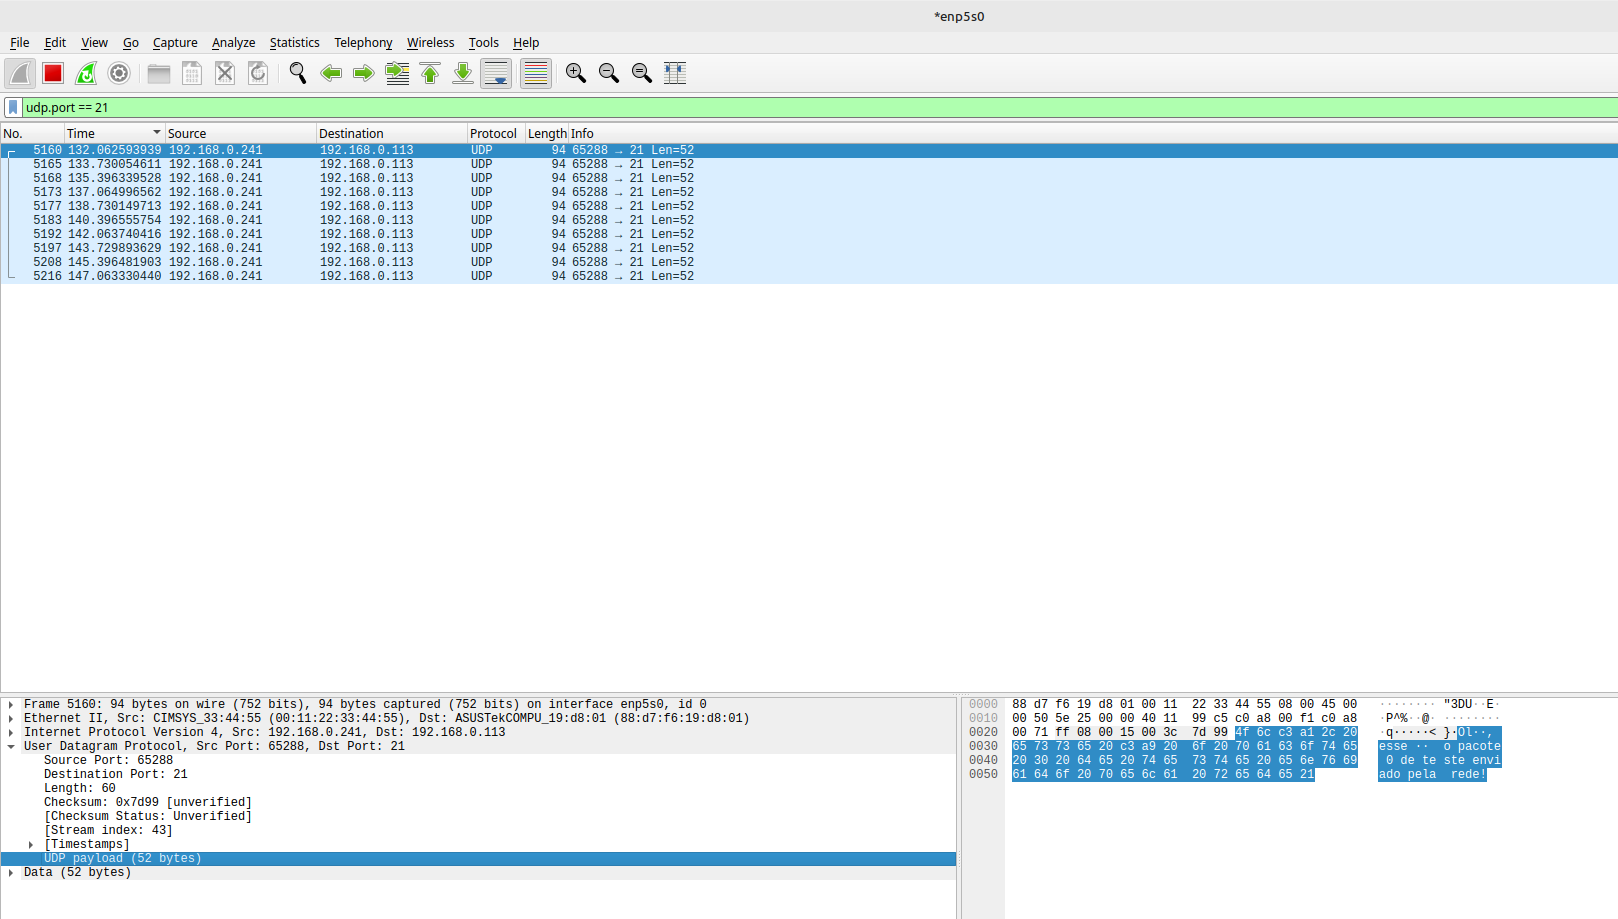 *enp5s0
File Edit View Go Capture Analyze Statistics Telephony Wireless Tools Help
udp.port == 21
No. Time Source Destination Protocol Length Info
5160 132.062593939 192.168.0.241 192.168.0.113 UDP 94 65288 → 21 Len=52
5165 133.730054611 192.168.0.241 192.168.0.113 UDP 94 65288 → 21 Len=52
5168 135.396339528 192.168.0.241 192.168.0.113 UDP 94 65288 → 21 Len=52
5173 137.064996562 192.168.0.241 192.168.0.113 UDP 94 65288 → 21 Len=52
5177 138.730149713 192.168.0.241 192.168.0.113 UDP 94 65288 → 21 Len=52
5183 140.396555754 192.168.0.241 192.168.0.113 UDP 94 65288 → 21 Len=52
5192 142.063740416 192.168.0.241 192.168.0.113 UDP 94 65288 → 21 Len=52
5197 143.729893629 192.168.0.241 192.168.0.113 UDP 94 65288 → 21 Len=52
5208 145.396481903 192.168.0.241 192.168.0.113 UDP 94 65288 → 21 Len=52
5216 147.063330440 192.168.0.241 192.168.0.113 UDP 94 65288 → 21 Len=52
Frame 5160: 94 bytes on wire (752 bits), 94 bytes captured (752 bits) on interface enp5s0, id 0
Ethernet II, Src: CIMSYS_33:44:55 (00:11:22:33:44:55), Dst: ASUSTekCOMPU_19:d8:01 (88:d7:f6:19:d8:01)
Internet Protocol Version 4, Src: 192.168.0.241, Dst: 192.168.0.113
User Datagram Protocol, Src Port: 65288, Dst Port: 21
Source Port: 65288
Destination Port: 21
Length: 60
Checksum: 0x7d99 [unverified]
[Checksum Status: Unverified]
[Stream index: 43]
[Timestamps]
UDP payload (52 bytes)
Data (52 bytes)
0000 88 d7 f6 19 d8 01 00 11 22 33 44 55 08 00 45 00 ········ "3DU··E·
0010 00 50 5e 25 00 00 40 11 99 c5 c0 a8 00 f1 c0 a8 ·P^%··@· ········
0020 00 71 ff 08 00 15 00 3c 7d 99 4f 6c c3 a1 2c 20 ·q·····< }·Ol··,
0030 65 73 73 65 20 c3 a9 20 6f 20 70 61 63 6f 74 65 esse ·· o pacote
0040 20 30 20 64 65 20 74 65 73 74 65 20 65 6e 76 69 0 de te ste envi
0050 61 64 6f 20 70 65 6c 61 20 72 65 64 65 21 ado pela rede!